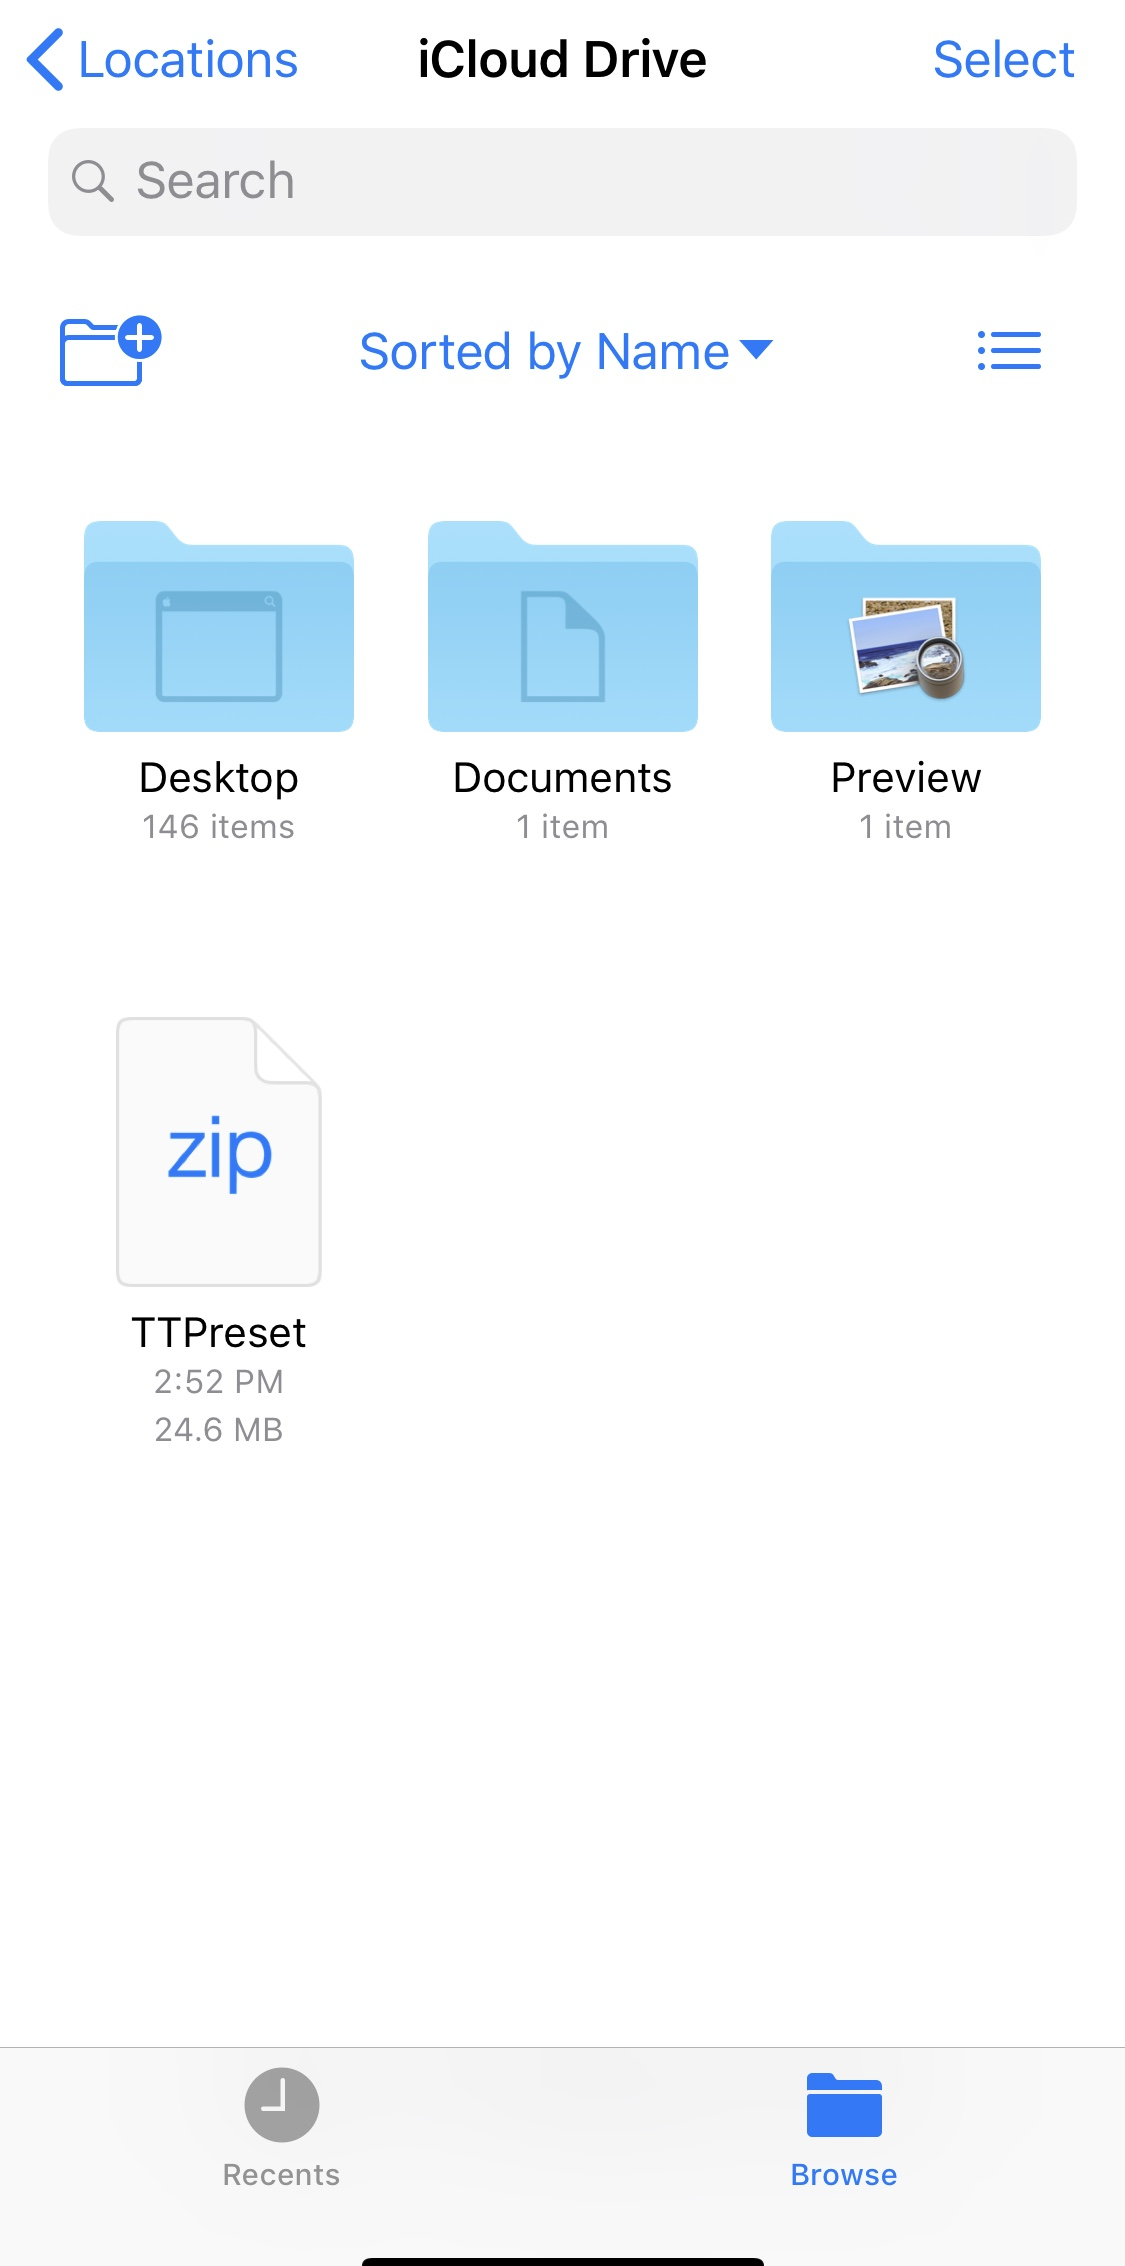 Locations
iCloud Drive
Select
Search
Sorted by Name
Desktop
146 items
Documents
1 item
Preview
1 item
zip
TTPreset
2:52 PM
24.6 MB
Recents
Browse